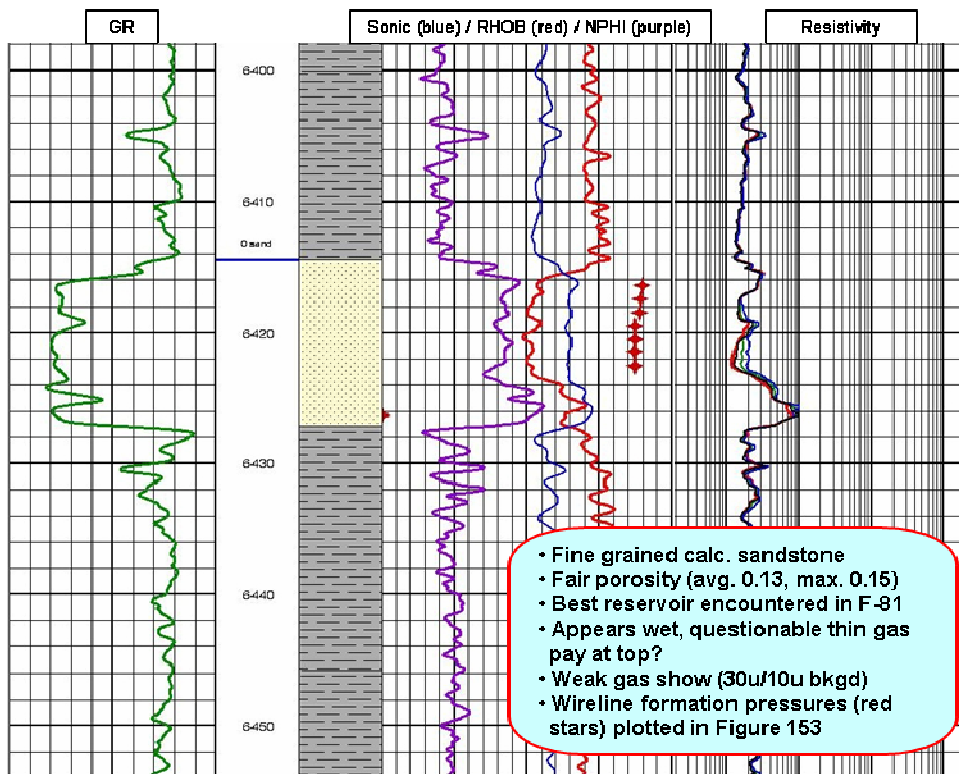 GR
Sonic (blue) / RHOB (red) / NPHI (purple)
Resistivity
6400
6410
O sand
6420
6430
6440
6450
• Fine grained calc. sandstone
• Fair porosity (avg. 0.13, max. 0.15)
• Best reservoir encountered in F-81
• Appears wet, questionable thin gas
pay at top?
• Weak gas show (30u/10u bkgd)
• Wireline formation pressures (red
stars) plotted in Figure 153